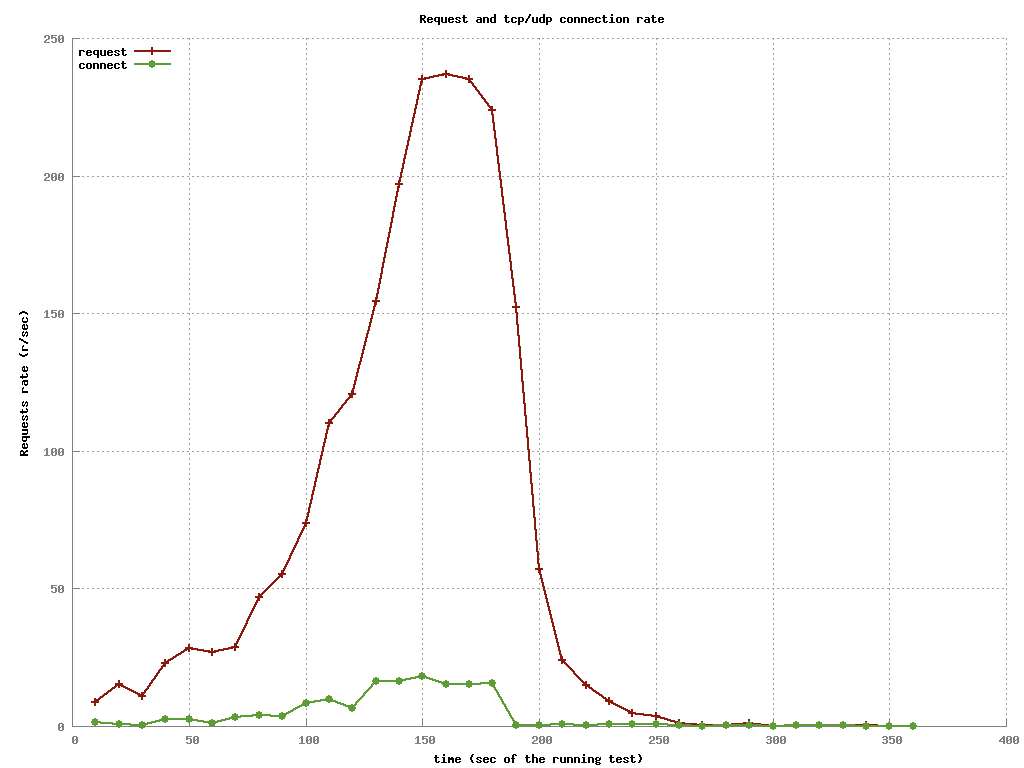 Request and tcp/udp connection rate
250
request
connect
200
150
Requests rate (r/sec)
100
50
0
0 50 100 150 200 250 300 350 400
time (sec of the running test)